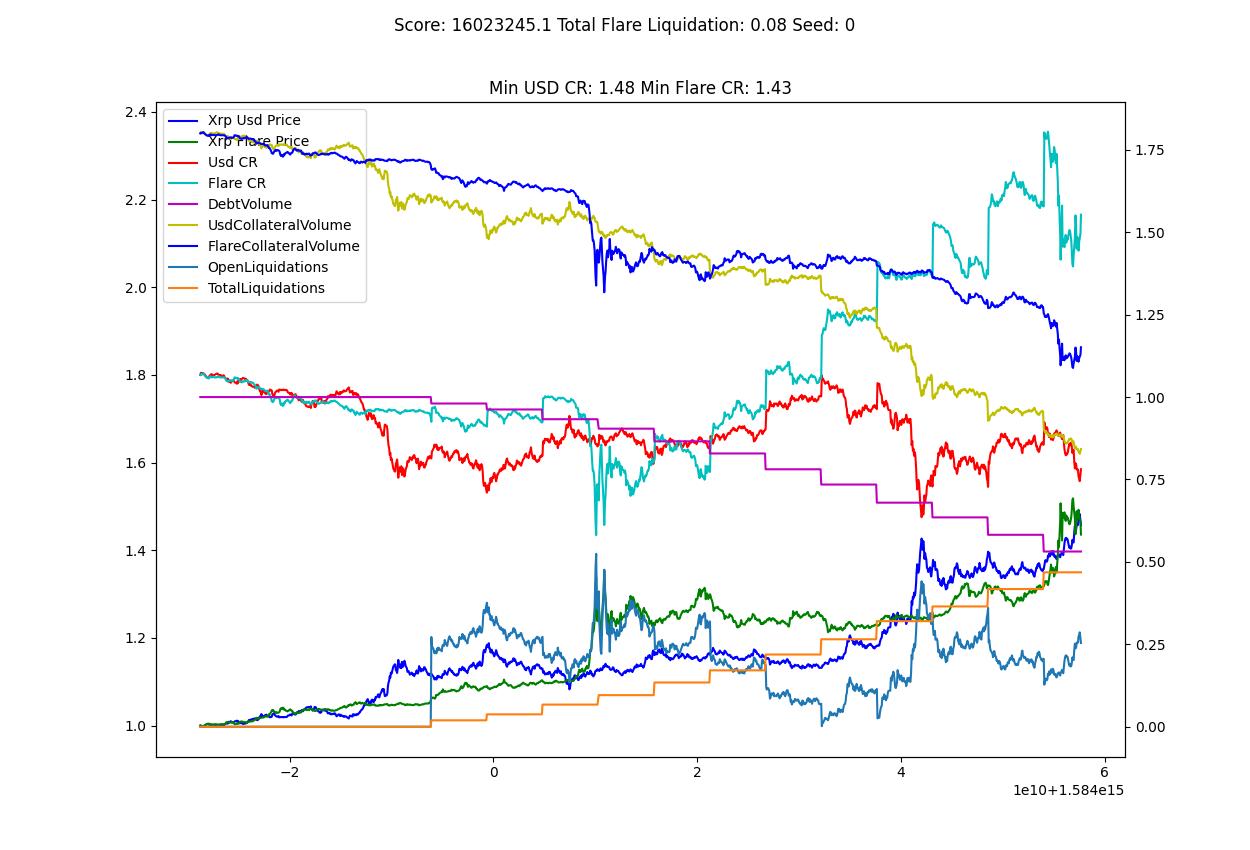 Score: 16023245.1 Total Flare Liquidation: 0.08 Seed: 0
Min USD CR: 1.48 Min Flare CR: 1.43
Xrp Usd Price
Xrp Flare Price
Usd CR
Flare CR
DebtVolume
UsdCollateralVolume
FlareCollateralVolume
OpenLiquidations
TotalLiquidations
2.4
2.2
2.0
1.8
1.6
1.4
1.2
1.0
1.75
1.50
1.25
1.00
0.75
0.50
0.25
0.00
−2
0
2
4
6
1e10+1.584e15